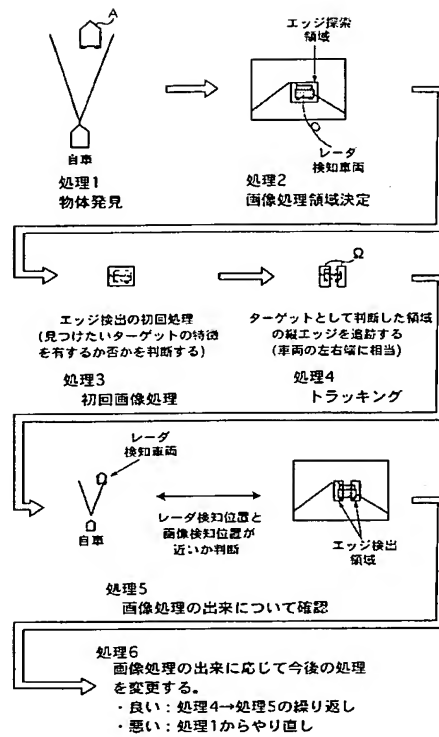 A
自車
処理1
物体発見
エッジ探索
領域
レーダ
検知車両
処理2
画像処理領域決定
エッジ検出の初回処理
(見つけたいターゲットの特徴
を有するか否かを判断する)
処理3
初回画像処理
Ω
ターゲットとして判断した領域
の縦エッジを追跡する
(車両の左右端に相当)
処理4
トラッキング
レーダ
検知車両
自車
レーダ検知位置と
画像検知位置が
近いか判断
エッジ検出
領域
処理5
画像処理の出来について確認
処理6
画像処理の出来に応じて今後の処理
を変更する。
・良い：処理4→処理5の繰り返し
・悪い：処理1からやり直し